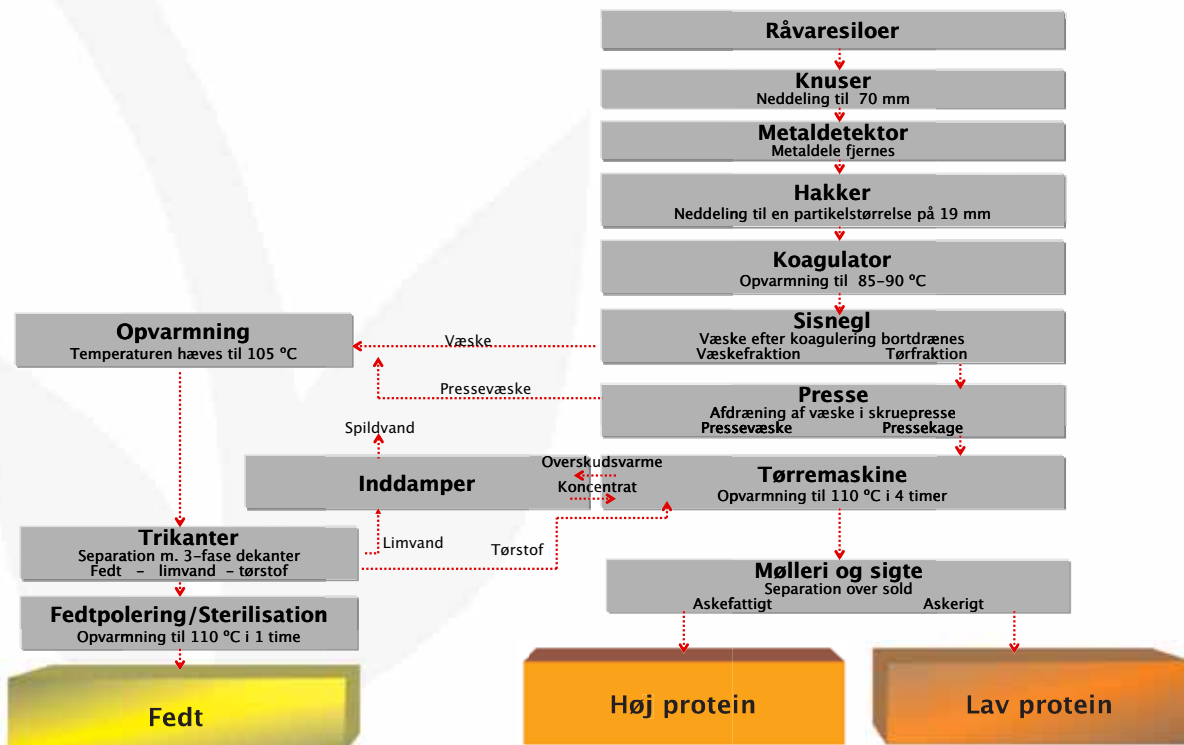 Råvaresiloer
Knuser
Neddeling til 70 mm
Metaldetektor
Metaldele fjernes
Hakker
Neddeling til en partikelstørrelse på 19 mm
Koagulator
Opvarmning til 85-90 ºC
Sisnegl
Væske efter koagulering bortdrænes
Væskefraktion Tørfraktion
Væske
Opvarmning
Temperaturen hæves til 105 ºC
Presse
Afdræning af væske i skruepresse
Pressevæske Pressekage
Pressevæske
Spildvand
Inddamper
Overskudsvarme
Koncentrat
Tørremaskine
Opvarmning til 110 ºC i 4 timer
Trikanter
Separation m. 3-fase dekanter
Fedt - limvand - tørstof
Limvand
Tørstof
Mølleri og sigte
Separation over sold
Askefattigt Askerigt
Fedtpolering/Sterilisation
Opvarmning til 110 ºC i 1 time
Fedt
Høj protein
Lav protein